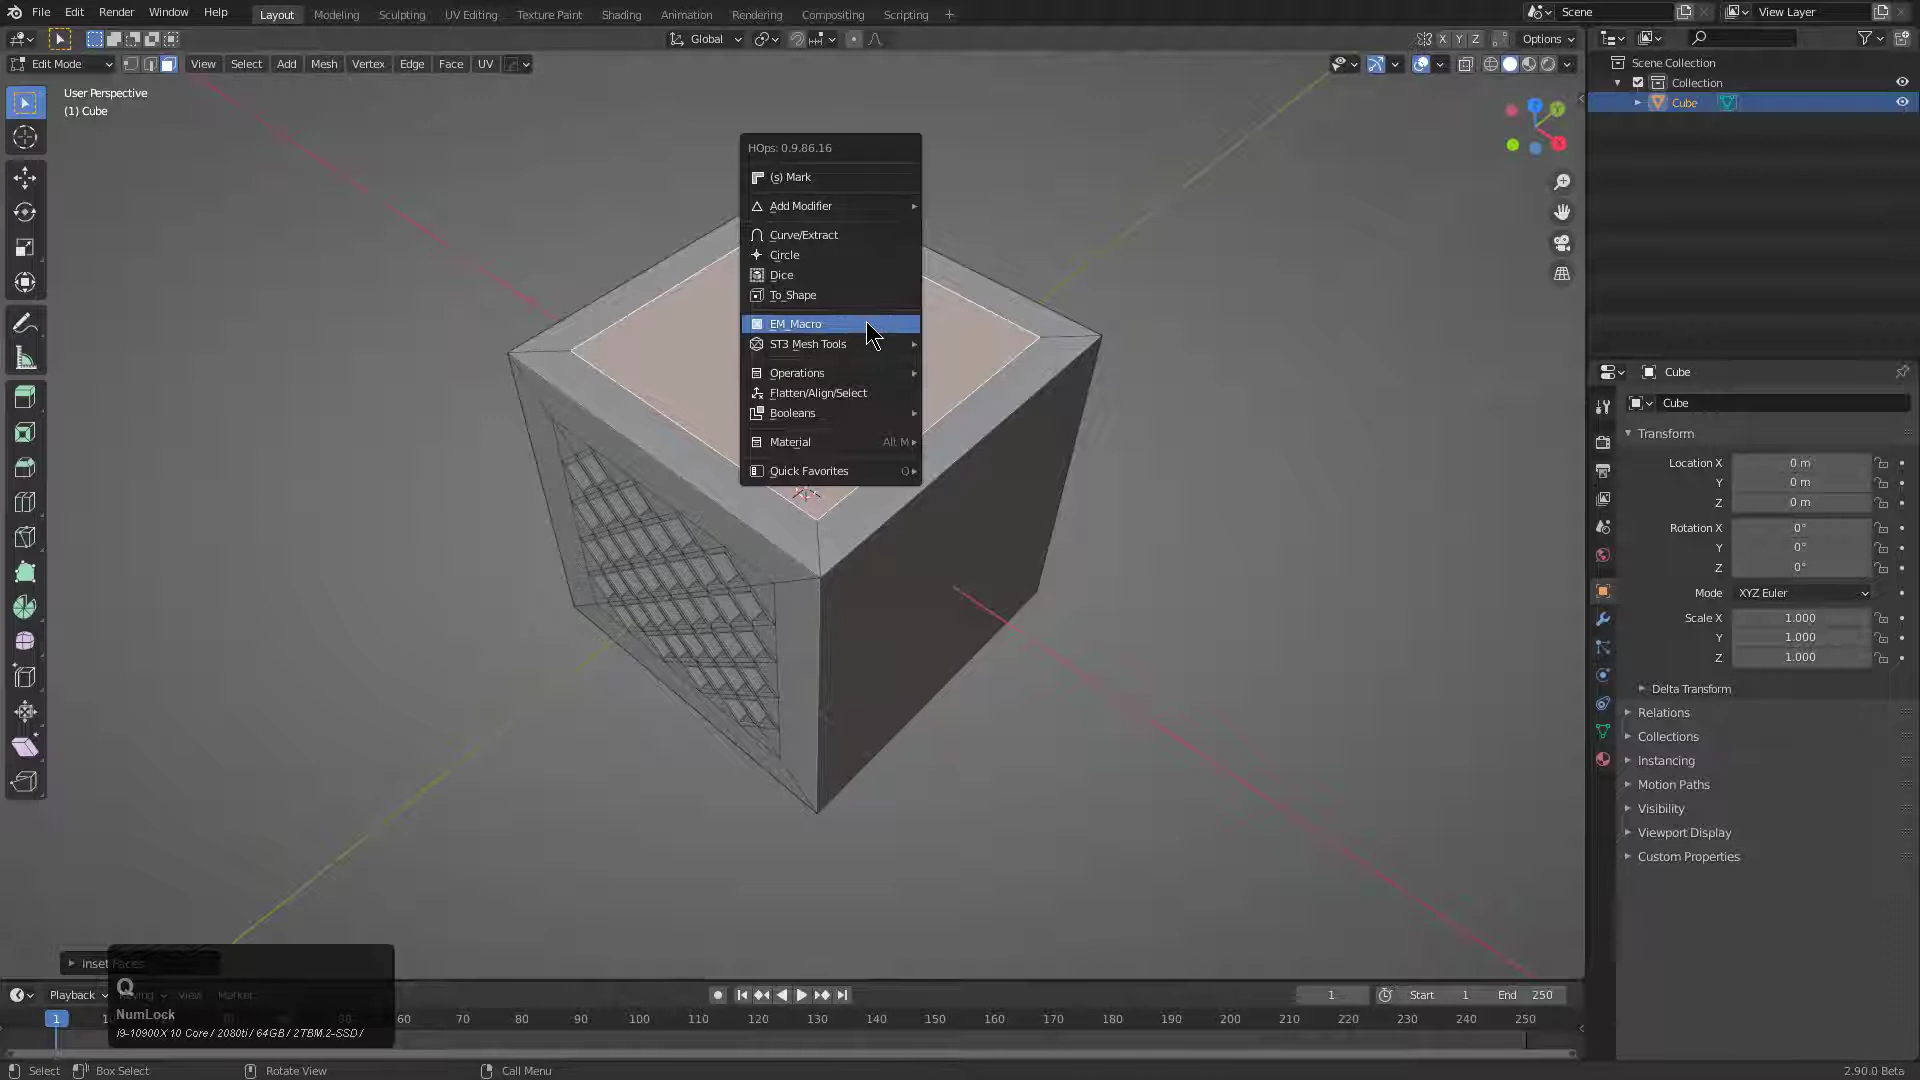 File Edit Render Window Help
Layout Modeling Sculpting UV Editing Texture Paint Shading Animation Rendering Compositing Scripting +
Scene View Layer
Global X Y Z Options
Edit Mode View Select Add Mesh Vertex Edge Face UV
User Perspective
(1) Cube
HOps: 0.9.86.16
(s) Mark
Add Modifier
Curve/Extract
Circle
Dice
To_Shape
EM_Macro
ST3 Mesh Tools
Operations
Flatten/Align/Select
Booleans
Material Alt M
Quick Favorites Q
Z Y X
Scene Collection
Collection
Cube
Cube
Cube
Transform
Location X 0 m
Y 0 m
Z 0 m
Rotation X 0°
Y 0°
Z 0°
Mode XYZ Euler
Scale X 1.000
Y 1.000
Z 1.000
Delta Transform
Relations
Collections
Instancing
Motion Paths
Visibility
Viewport Display
Custom Properties
Inset Faces
Q
NumLock
i9-10900X 10 Core / 2080ti / 64GB / 2TBM.2-SSD /
Playback Keying View Marker
1 Start 1 End 250
1 60 70 80 90 100 110 120 130 140 150 160 170 180 190 200 210 220 230 240 250
Select Box Select Rotate View Call Menu 2.90.0 Beta